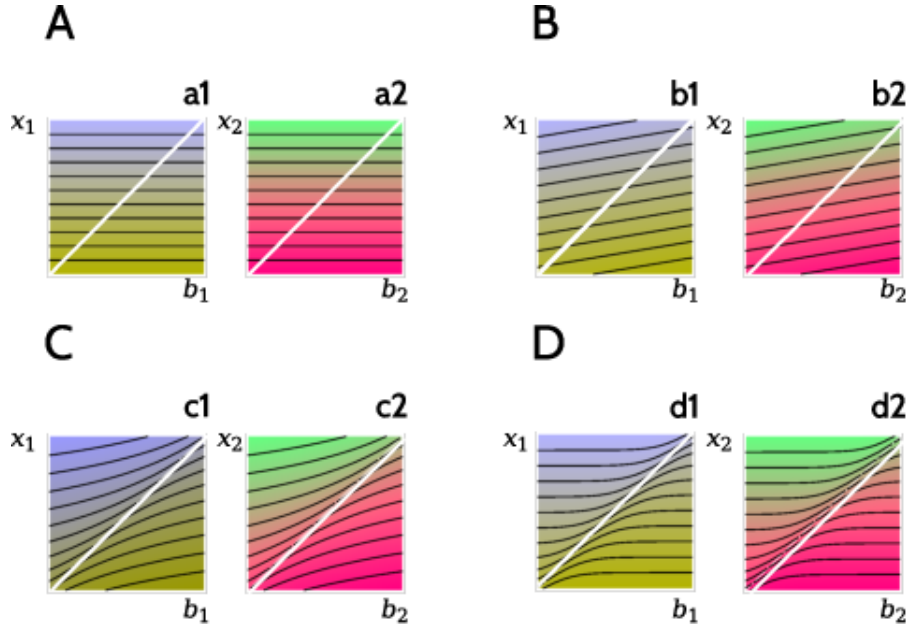 A
B
a1
a2
b1
b2
x₁
x₂
x₁
x₂
b₁
b₂
b₁
b₂
C
D
c1
c2
d1
d2
x₁
x₂
x₁
x₂
b₁
b₂
b₁
b₂